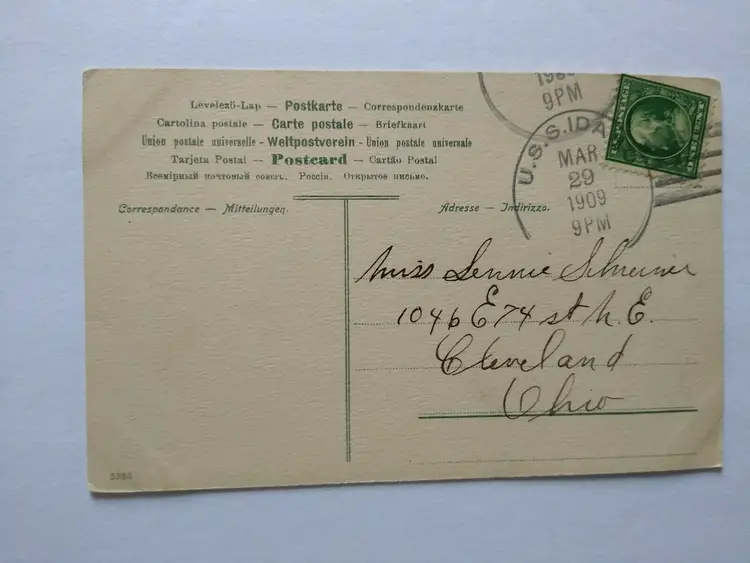 Levelező-Lap — Postkarte — Correspondenzkarte
Cartolina postale — Carte postale — Briefkaart
Union postale universelle - Weltpostverein - Union postale universale
Tarjeta Postal — Postcard — Cartão Postal
Всемірный почтовый союзъ. Россія. Открытое письмо.
Correspondance — Mitteilungen.
Adresse — Indirizzo.
9PM
U.S.S. IDA
MAR
29
1909
9PM
Miss Lennie Schreiner
1046 E 74 st N.E.
Cleveland
Ohio